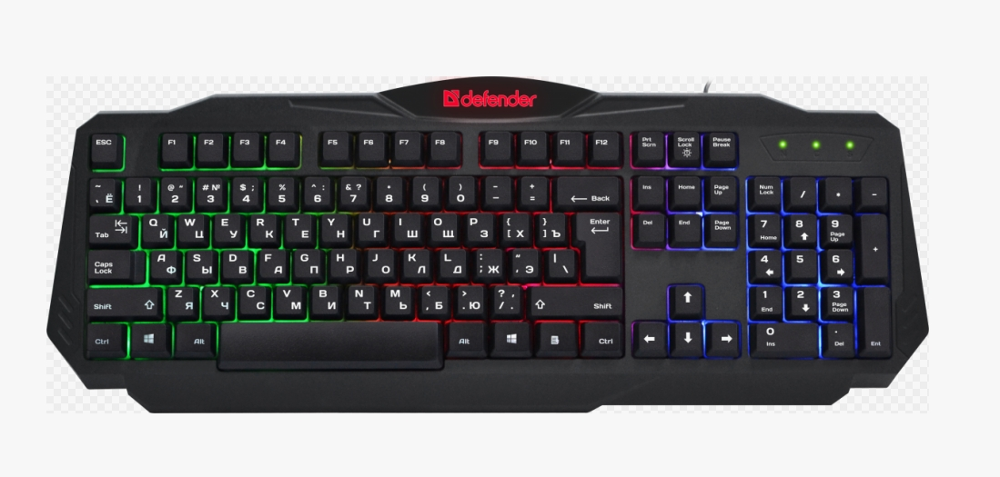 defender
ESC F1 F2 F3 F4 F5 F6 F7 F8 F9 F10 F11 F12 Prt Scrn Scroll Lock Pause Break
~ ` Ё ! 1 @ " 2 # № 3 $ ; 4 % 5 ^ : 6 & ? 7 * 8 ( 9 ) 0 _ - + = ← Back Ins Home Page Up Num Lock / * -
Tab Q Й W Ц E У R К T Е Y Н U Г I Ш O Щ P З { [ Х } ] Ъ Enter Del End Page Down 7 Home 8 ↑ 9 Page Up +
Caps Lock A Ф S Ы D В F А G П H Р J О K Л L Д : ; Ж " ' Э | \ 4 ← 5 6 →
Shift ⇧ Z Я X Ч C С V М B И N Т M Ь < , Б > . Ю ? , / . ⇧ Shift ↑ 1 End 2 ↓ 3 Page Down
Ctrl Alt Alt Ctrl ← ↓ → 0 Ins . Del Ent